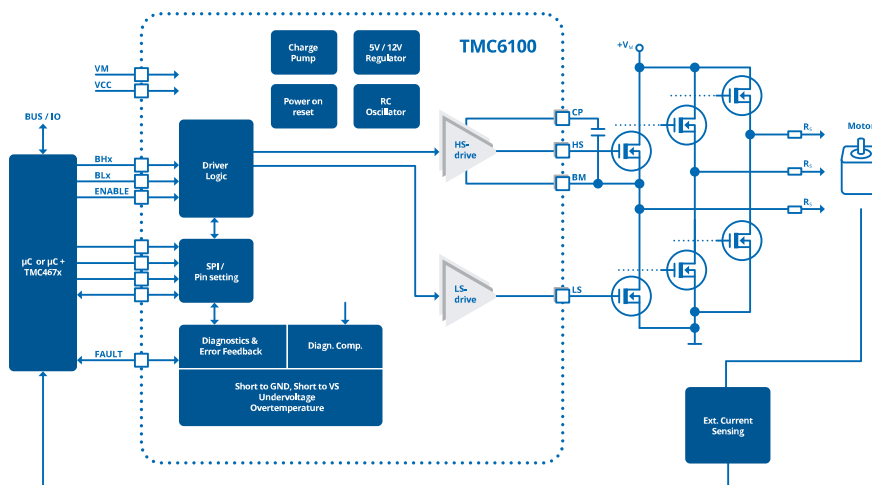 TMC6100
Charge
Pump
5V / 12V
Regulator
Power on
reset
RC
Oscillator
VM
VCC
BUS / IO
BHx
BLx
ENABLE
µC or µC +
TMC467x
FAULT
Driver
Logic
SPI /
Pin setting
Diagnostics &
Error Feedback
Diagn. Comp.
Short to GND, Short to VS
Undervoltage
Overtemperature
HS-
drive
LS-
drive
CP
HS
BM
LS
+VM
RS
RS
RS
Motor
Ext. Current
Sensing